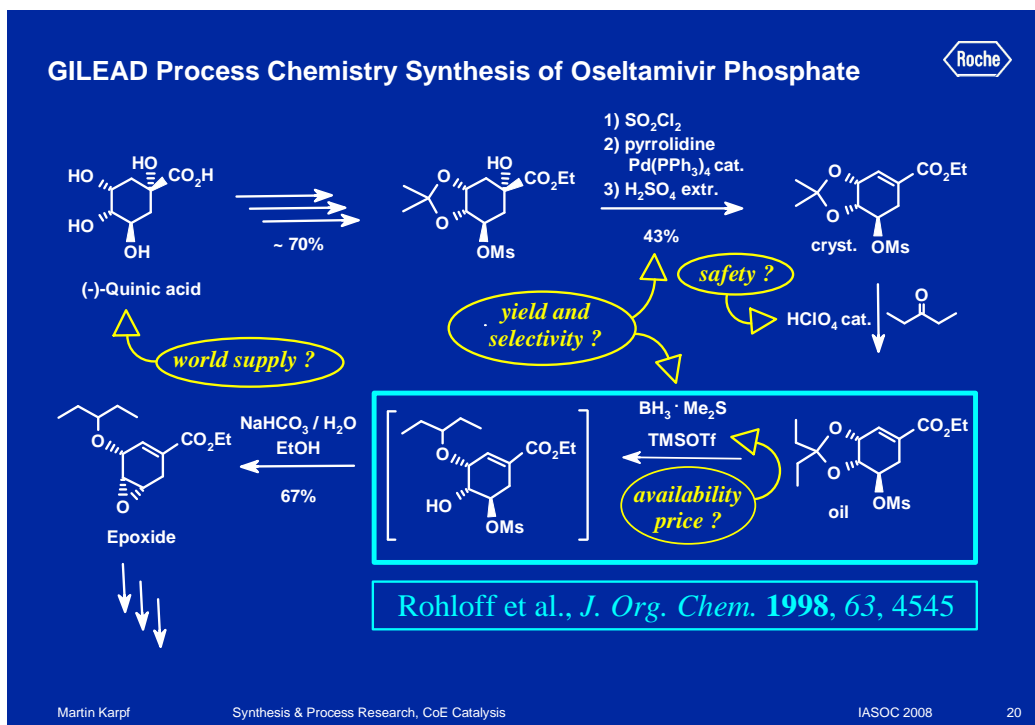 GILEAD Process Chemistry Synthesis of Oseltamivir Phosphate
Roche
HO
HO
CO₂H
HO
OH
(-)-Quinic acid
~ 70%
HO
O
CO₂Et
O
OMs
1) SO₂Cl₂
2) pyrrolidine
Pd(PPh₃)₄ cat.
3) H₂SO₄ extr.
43%
O
CO₂Et
O
OMs
cryst.
safety ?
yield and
selectivity ?
HClO₄ cat.
O
world supply ?
O
CO₂Et
O
Epoxide
NaHCO₃ / H₂O
EtOH
67%
O
CO₂Et
HO
OMs
BH₃ · Me₂S
TMSOTf
availability
price ?
O
CO₂Et
O
OMs
oil
Rohloff et al., J. Org. Chem. 1998, 63, 4545
Martin Karpf Synthesis & Process Research, CoE Catalysis IASOC 2008 20